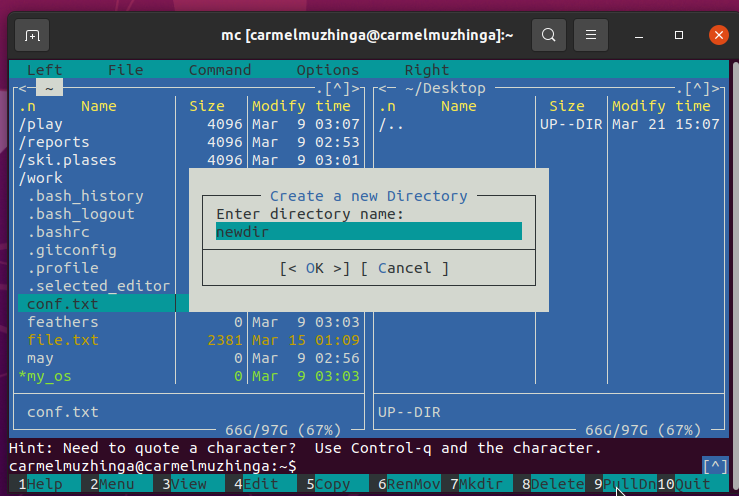 mc [carmelmuzhinga@carmelmuzhinga]:~
Left File Command Options Right
<- ~ .[^]> <- ~/Desktop .[^]>
.n Name Size Modify time .n Name Size Modify time
/play 4096 Mar 9 03:07 /.. UP--DIR Mar 21 15:07
/reports 4096 Mar 9 02:53
/ski.plases 4096 Mar 9 03:01
/work
.bash_history
.bash_logout
.bashrc
.gitconfig
.profile
.selected_editor
conf.txt
feathers 0 Mar 9 03:03
file.txt 2381 Mar 15 01:09
may 0 Mar 9 02:56
*my_os 0 Mar 9 03:03
Create a new Directory
Enter directory name:
newdir
[< OK >] [ Cancel ]
conf.txt UP--DIR
66G/97G (67%) 66G/97G (67%)
Hint: Need to quote a character? Use Control-q and the character.
carmelmuzhinga@carmelmuzhinga:~$ [^]
1Help 2Menu 3View 4Edit 5Copy 6RenMov 7Mkdir 8Delete 9PullDn 10Quit